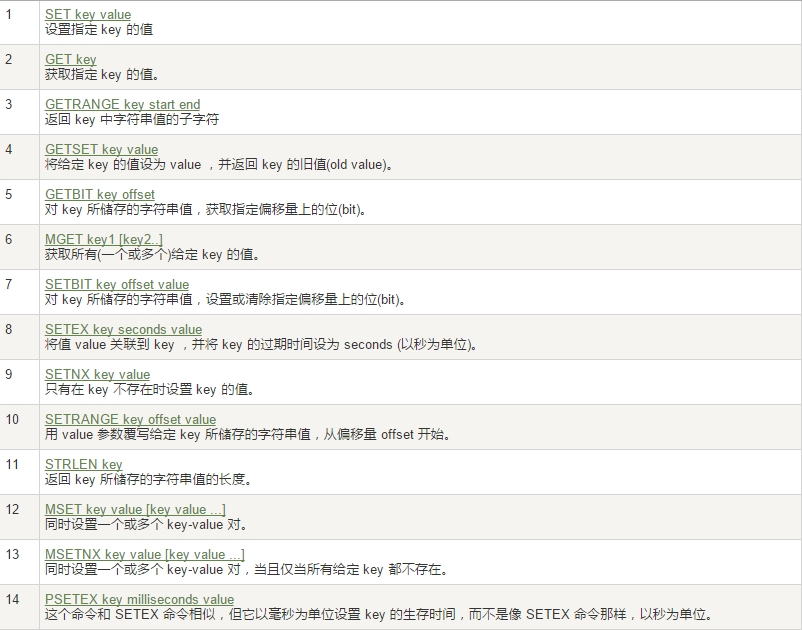 1 SET key value
设置指定 key 的值
2 GET key
获取指定 key 的值。
3 GETRANGE key start end
返回 key 中字符串值的子字符
4 GETSET key value
将给定 key 的值设为 value ，并返回 key 的旧值(old value)。
5 GETBIT key offset
对 key 所储存的字符串值，获取指定偏移量上的位(bit)。
6 MGET key1 [key2..]
获取所有(一个或多个)给定 key 的值。
7 SETBIT key offset value
对 key 所储存的字符串值，设置或清除指定偏移量上的位(bit)。
8 SETEX key seconds value
将值 value 关联到 key ，并将 key 的过期时间设为 seconds (以秒为单位)。
9 SETNX key value
只有在 key 不存在时设置 key 的值。
10 SETRANGE key offset value
用 value 参数覆写给定 key 所储存的字符串值，从偏移量 offset 开始。
11 STRLEN key
返回 key 所储存的字符串值的长度。
12 MSET key value [key value ...]
同时设置一个或多个 key-value 对。
13 MSETNX key value [key value ...]
同时设置一个或多个 key-value 对，当且仅当所有给定 key 都不存在。
14 PSETEX key milliseconds value
这个命令和 SETEX 命令相似，但它以毫秒为单位设置 key 的生存时间，而不是像 SETEX 命令那样，以秒为单位。